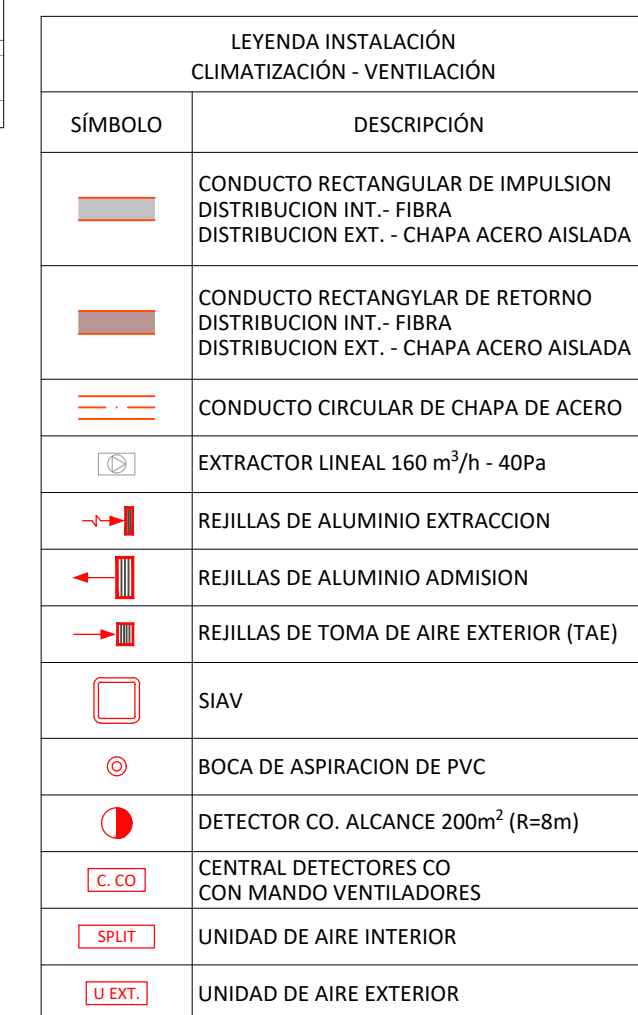 LEYENDA INSTALACIÓN
CLIMATIZACIÓN - VENTILACIÓN
SÍMBOLO DESCRIPCIÓN
CONDUCTO RECTANGULAR DE IMPULSION
DISTRIBUCION INT.- FIBRA
DISTRIBUCION EXT. - CHAPA ACERO AISLADA
CONDUCTO RECTANGYLAR DE RETORNO
DISTRIBUCION INT.- FIBRA
DISTRIBUCION EXT. - CHAPA ACERO AISLADA
CONDUCTO CIRCULAR DE CHAPA DE ACERO
EXTRACTOR LINEAL 160 m³/h - 40Pa
REJILLAS DE ALUMINIO EXTRACCION
REJILLAS DE ALUMINIO ADMISION
REJILLAS DE TOMA DE AIRE EXTERIOR (TAE)
SIAV
BOCA DE ASPIRACION DE PVC
DETECTOR CO. ALCANCE 200m² (R=8m)
C. CO CENTRAL DETECTORES CO
CON MANDO VENTILADORES
SPLIT UNIDAD DE AIRE INTERIOR
U EXT. UNIDAD DE AIRE EXTERIOR